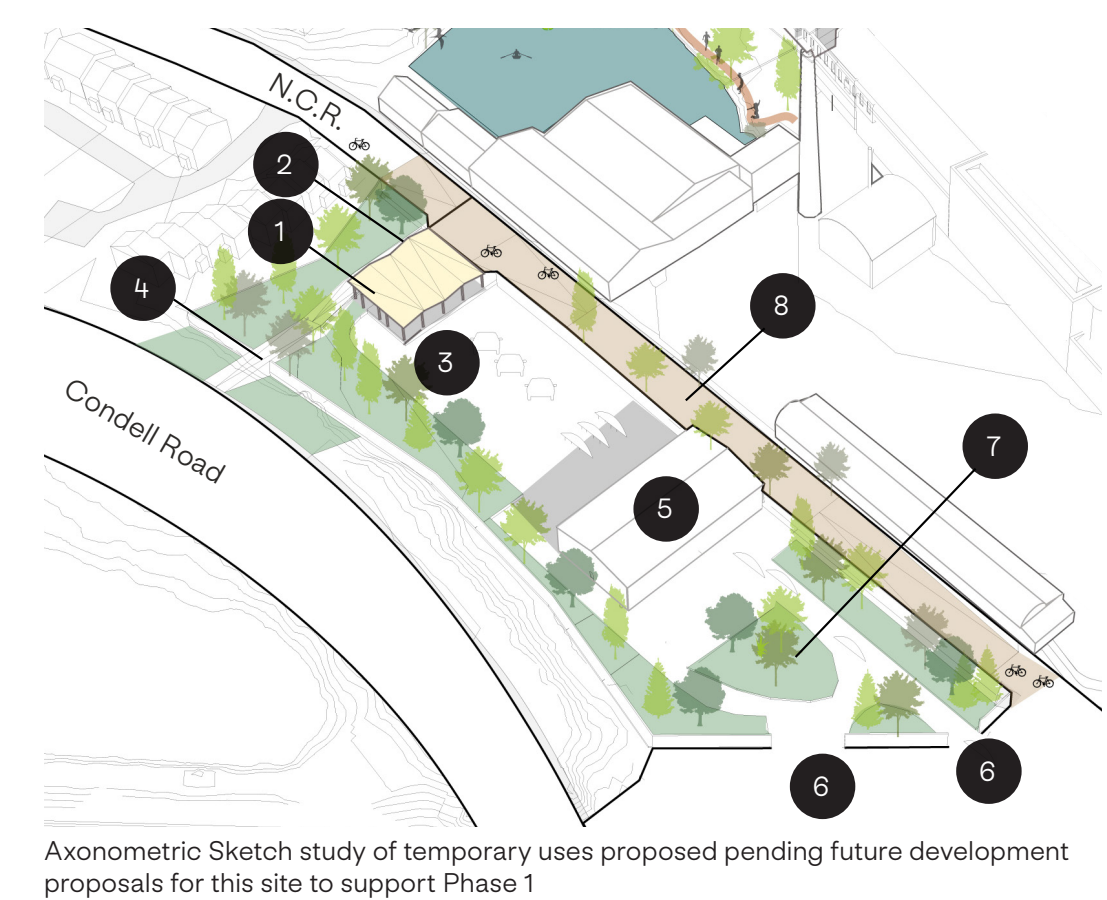 N.C.R.
2
1
4
3
8
Condell Road
7
5
6
6
Axonometric Sketch study of temporary uses proposed pending future development
proposals for this site to support Phase 1